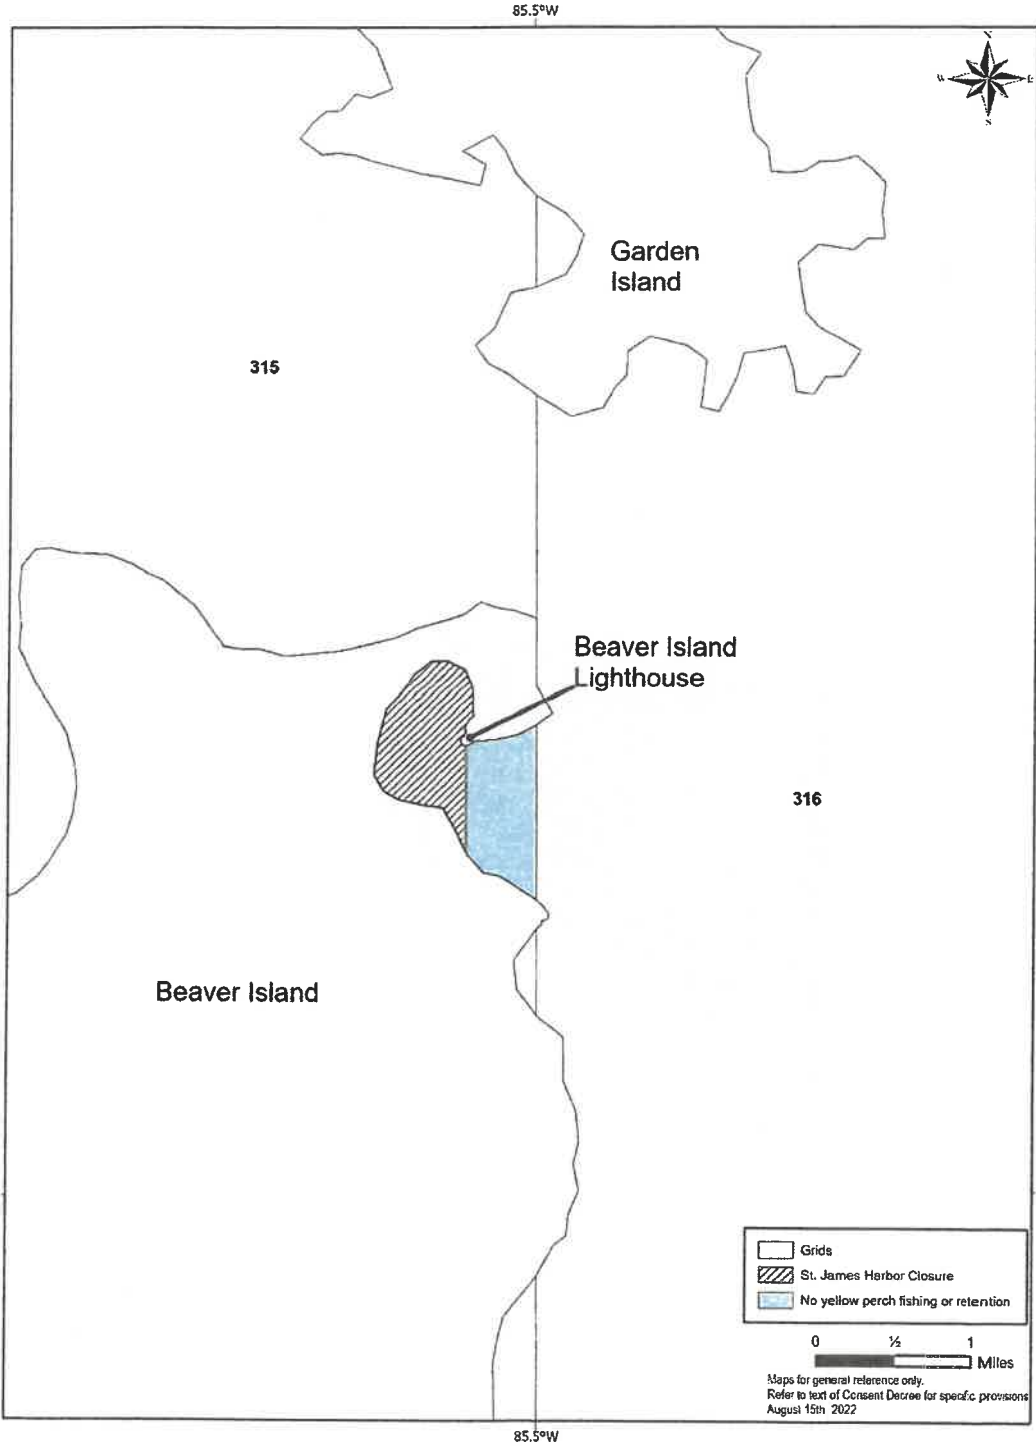 85.5°W
N
W
E
S
Garden
Island
315
Beaver Island
Lighthouse
316
Beaver Island
Grids
St. James Harbor Closure
No yellow perch fishing or retention
0 ½ 1
Miles
Maps for general reference only.
Refer to text of Consent Decree for specific provisions
August 15th 2022
85.5°W